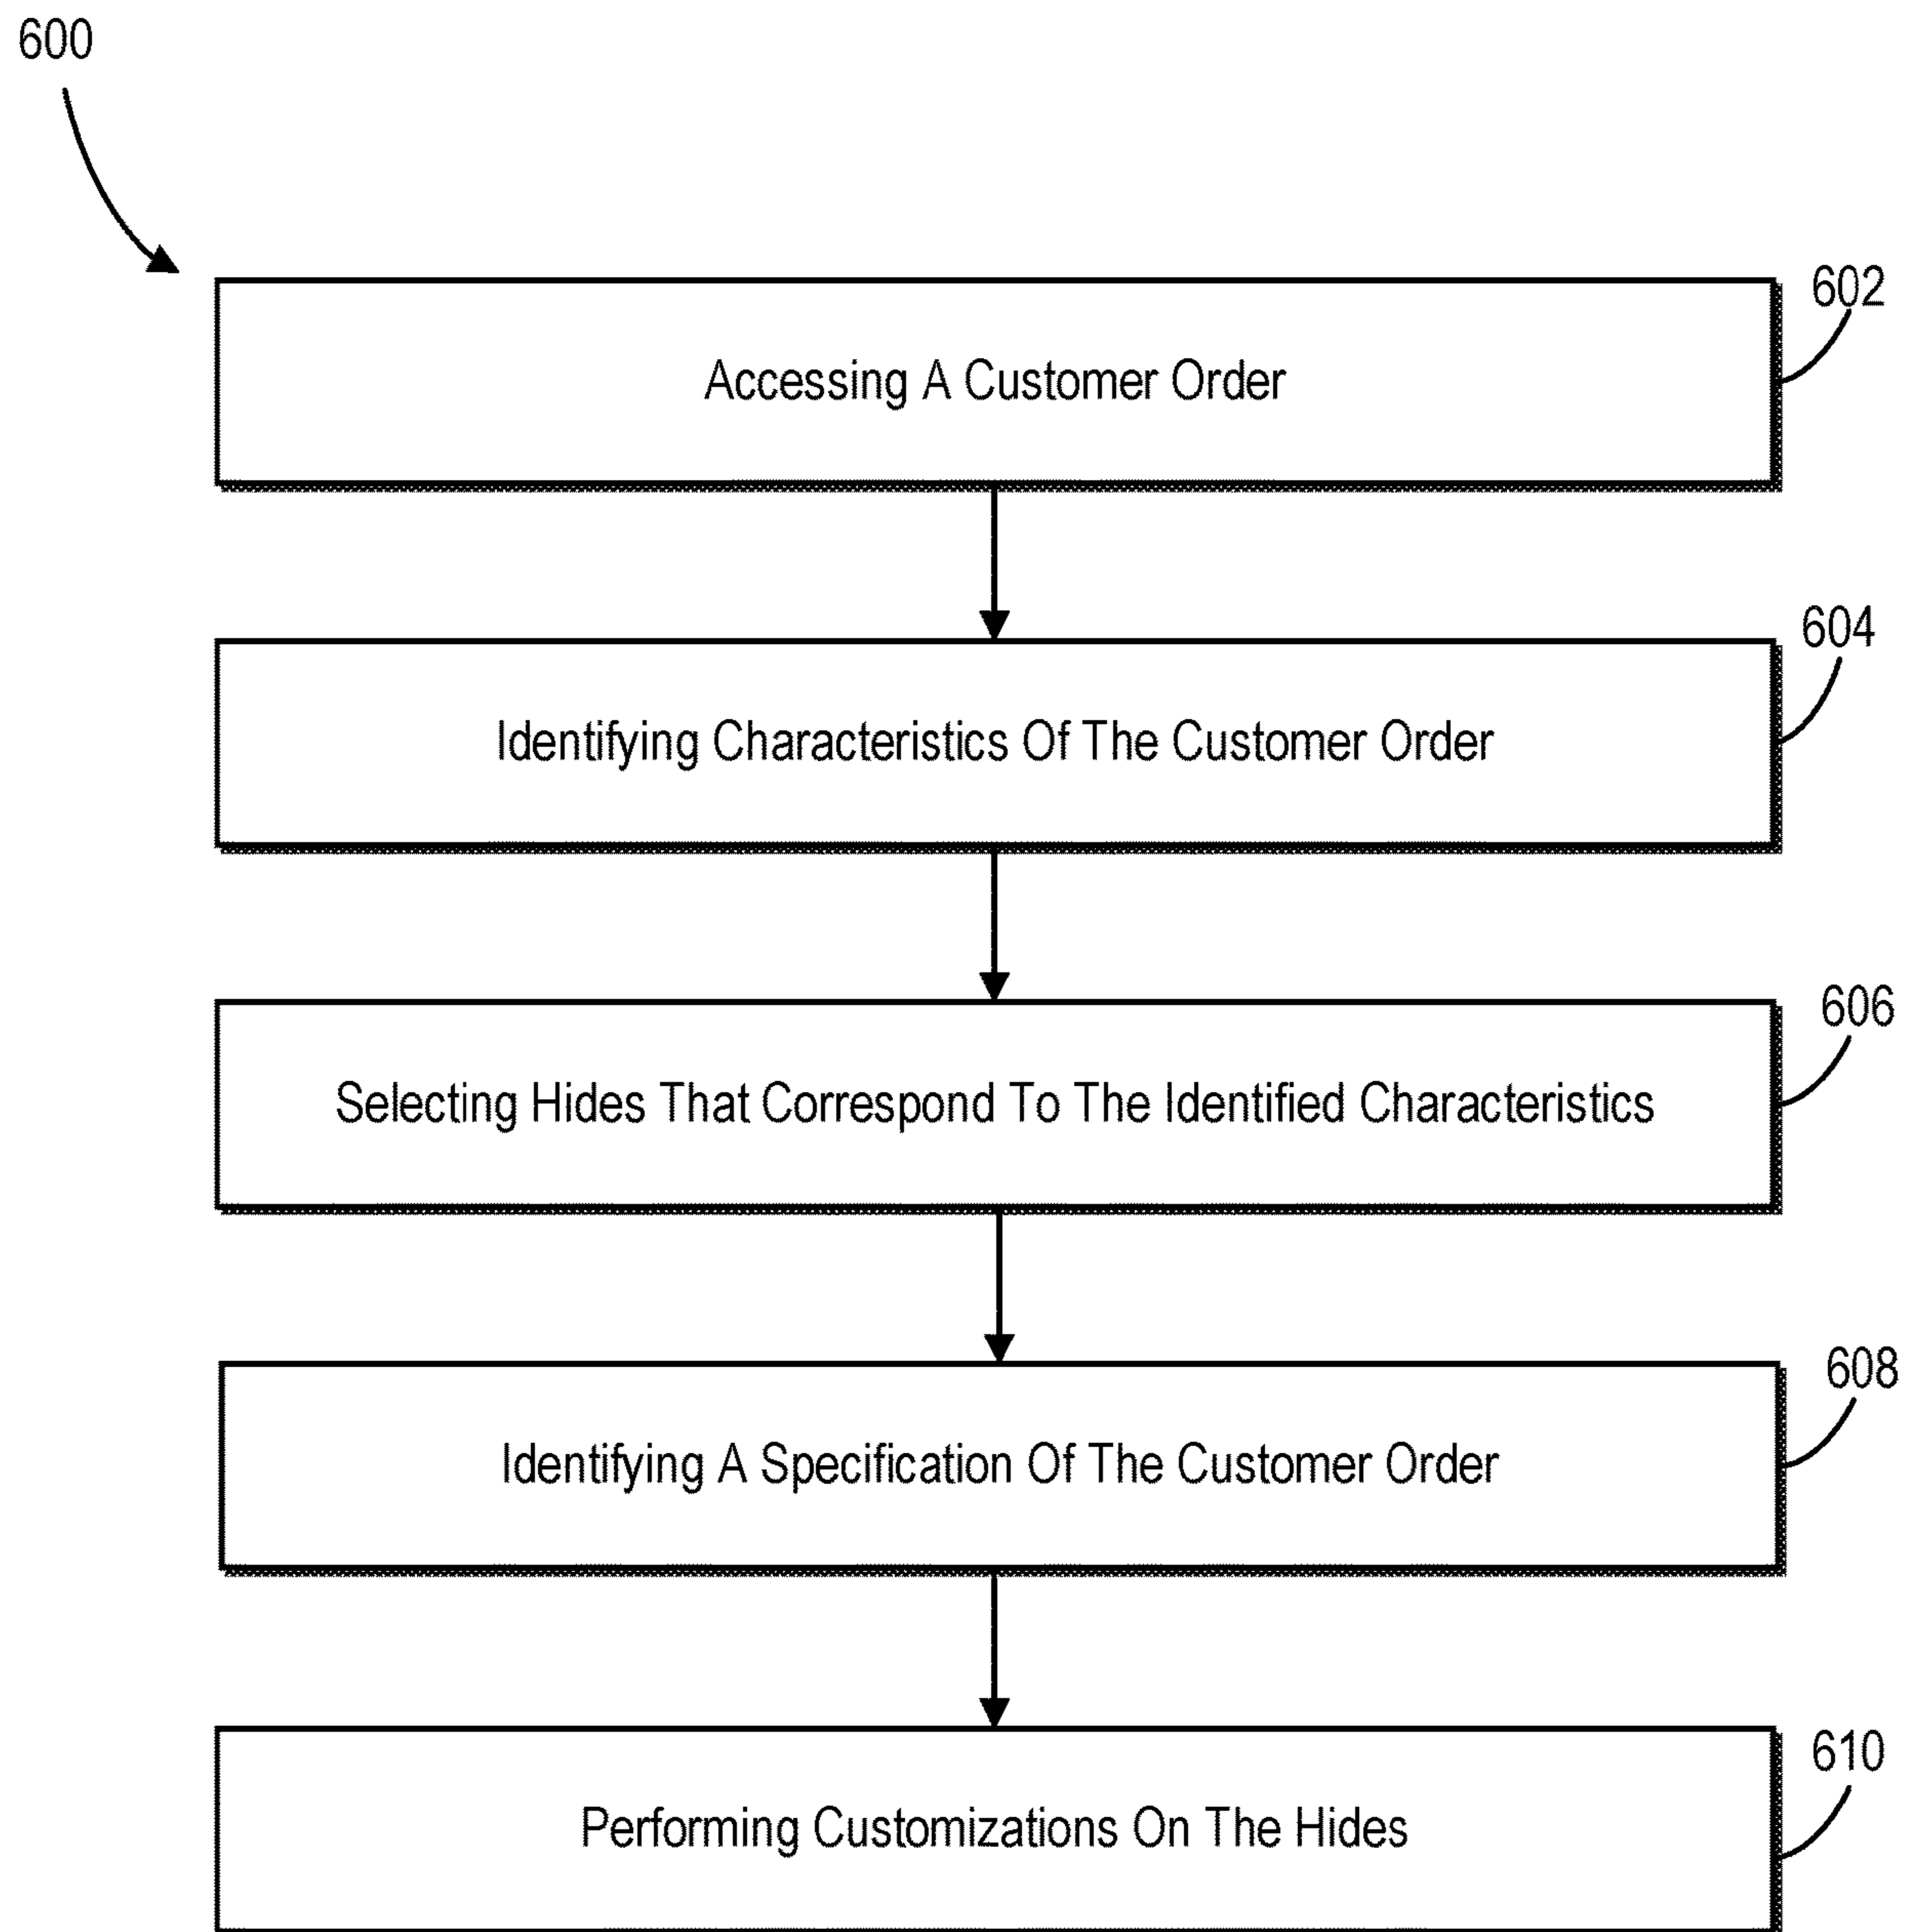 600
602
Accessing A Customer Order
604
Identifying Characteristics Of The Customer Order
606
Selecting Hides That Correspond To The Identified Characteristics
608
Identifying A Specification Of The Customer Order
610
Performing Customizations On The Hides